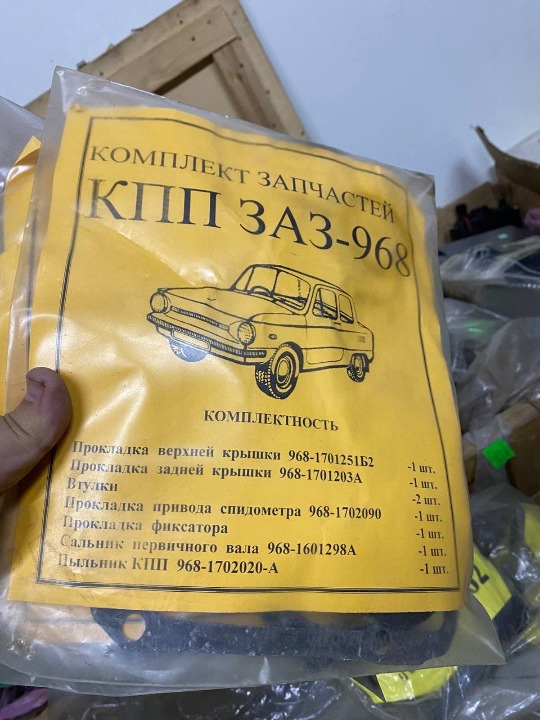 КОМПЛЕКТ ЗАПЧАСТЕЙ
КПП ЗАЗ-968
КОМПЛЕКТНОСТЬ
Прокладка верхней крышки 968-1701251Б2 -1 шт.
Прокладка задней крышки 968-1701203А -1 шт.
Втулки -2 шт.
Прокладка привода спидометра 968-1702090 -1 шт.
Прокладка фиксатора -1 шт.
Сальник первичного вала 968-1601298А -1 шт.
Пыльник КПП 968-1702020-А -1 шт.